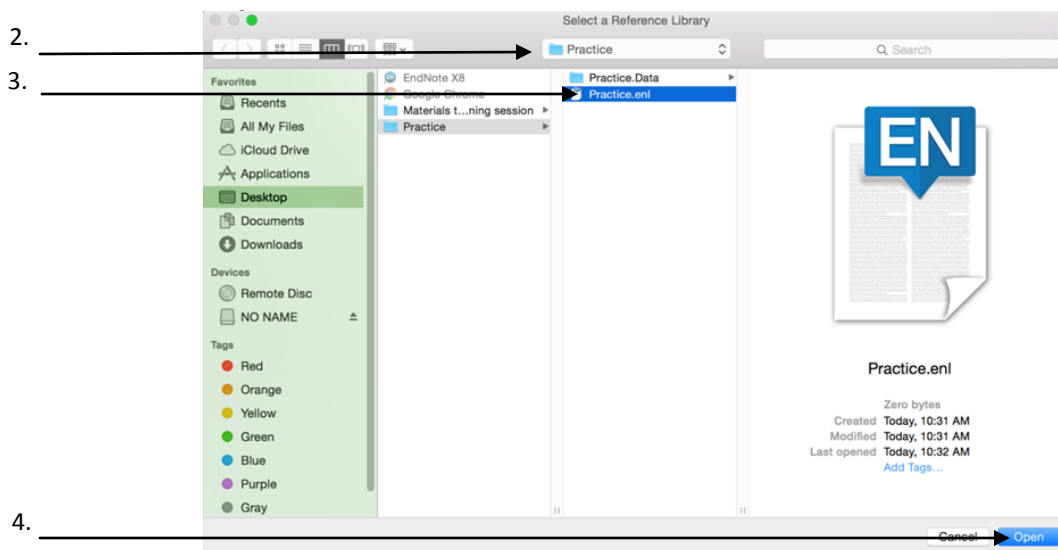 Select a Reference Library
2.
Practice
Search
3.
Favorites
Recents
All My Files
iCloud Drive
Applications
Desktop
Documents
Downloads
Devices
Remote Disc
NO NAME
Tags
Red
Orange
Yellow
Green
Blue
Purple
Gray
EndNote X8
Google Chrome
Materials t...ning session
Practice
Practice.Data
Practice.enl
EN
Practice.enl
Zero bytes
Created Today, 10:31 AM
Modified Today, 10:31 AM
Last opened Today, 10:32 AM
Add Tags...
4.
Cancel
Open